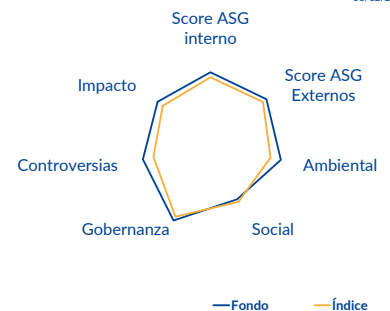 Score ASG
interno
Score ASG
Externos
Impacto
Ambiental
Controversias
Social
Gobernanza
Fondo
Índice